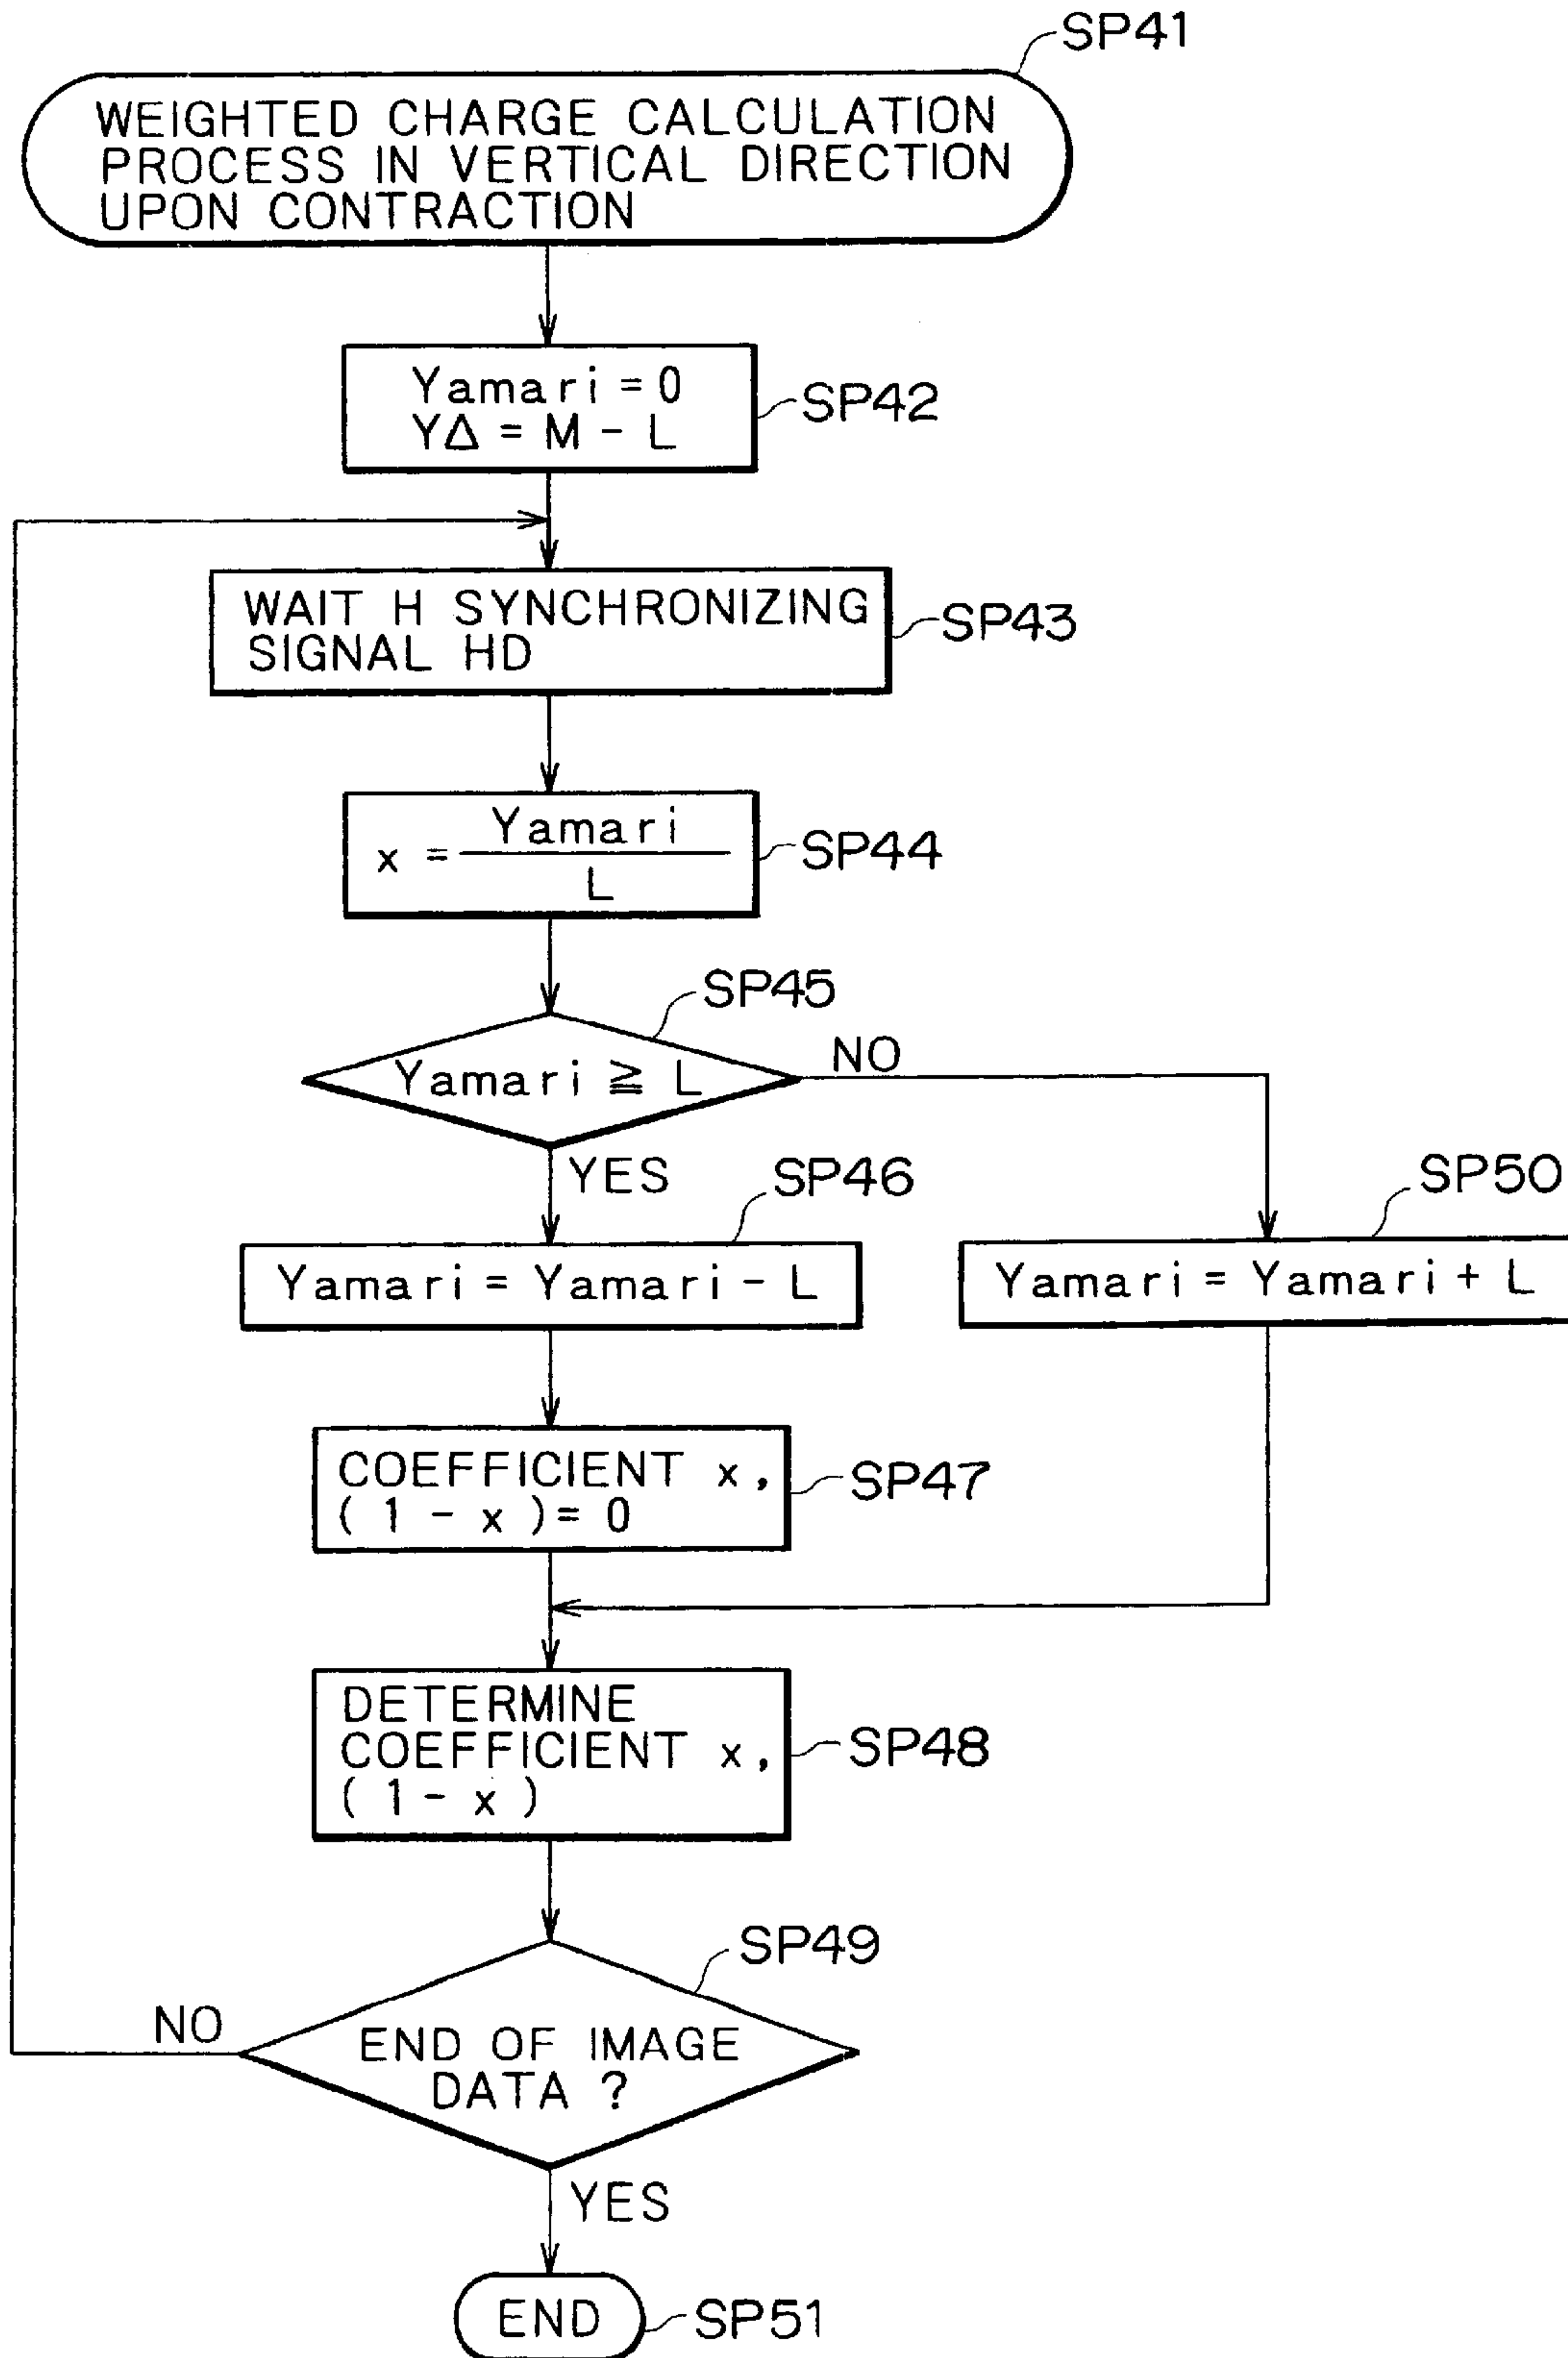 SP41
WEIGHTED CHARGE CALCULATION
PROCESS IN VERTICAL DIRECTION
UPON CONTRACTION
Yamari = 0
YΔ = M - L
SP42
WAIT H SYNCHRONIZING
SIGNAL HD
SP43
x = Yamari
L
SP44
SP45
Yamari ≧ L
NO
YES
SP46
SP50
Yamari = Yamari - L
Yamari = Yamari + L
COEFFICIENT x,
( 1 - x ) = 0
SP47
DETERMINE
COEFFICIENT x,
( 1 - x )
SP48
SP49
NO
END OF IMAGE
DATA ?
YES
END
SP51